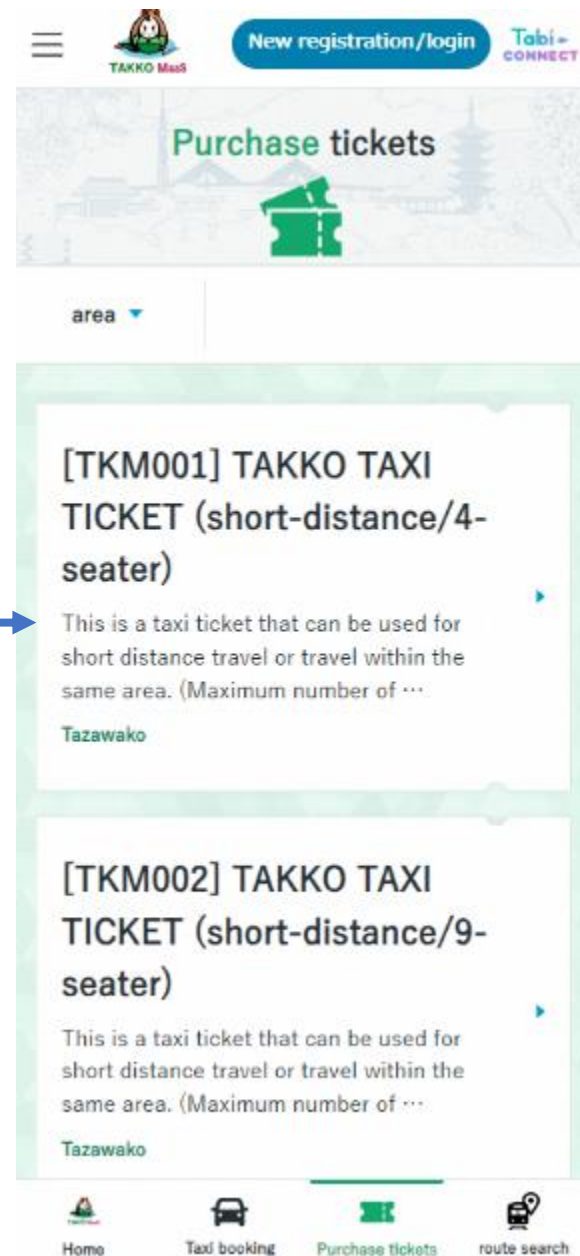 TAKKO MaaS
New registration/login
Tabi-
CONNECT
Purchase tickets
area
[TKM001] TAKKO TAXI
TICKET (short-distance/4-
seater)
This is a taxi ticket that can be used for
short distance travel or travel within the
same area. (Maximum number of ⋯
Tazawako
[TKM002] TAKKO TAXI
TICKET (short-distance/9-
seater)
This is a taxi ticket that can be used for
short distance travel or travel within the
same area. (Maximum number of ⋯
Tazawako
Home
Taxi booking
Purchase tickets
route search